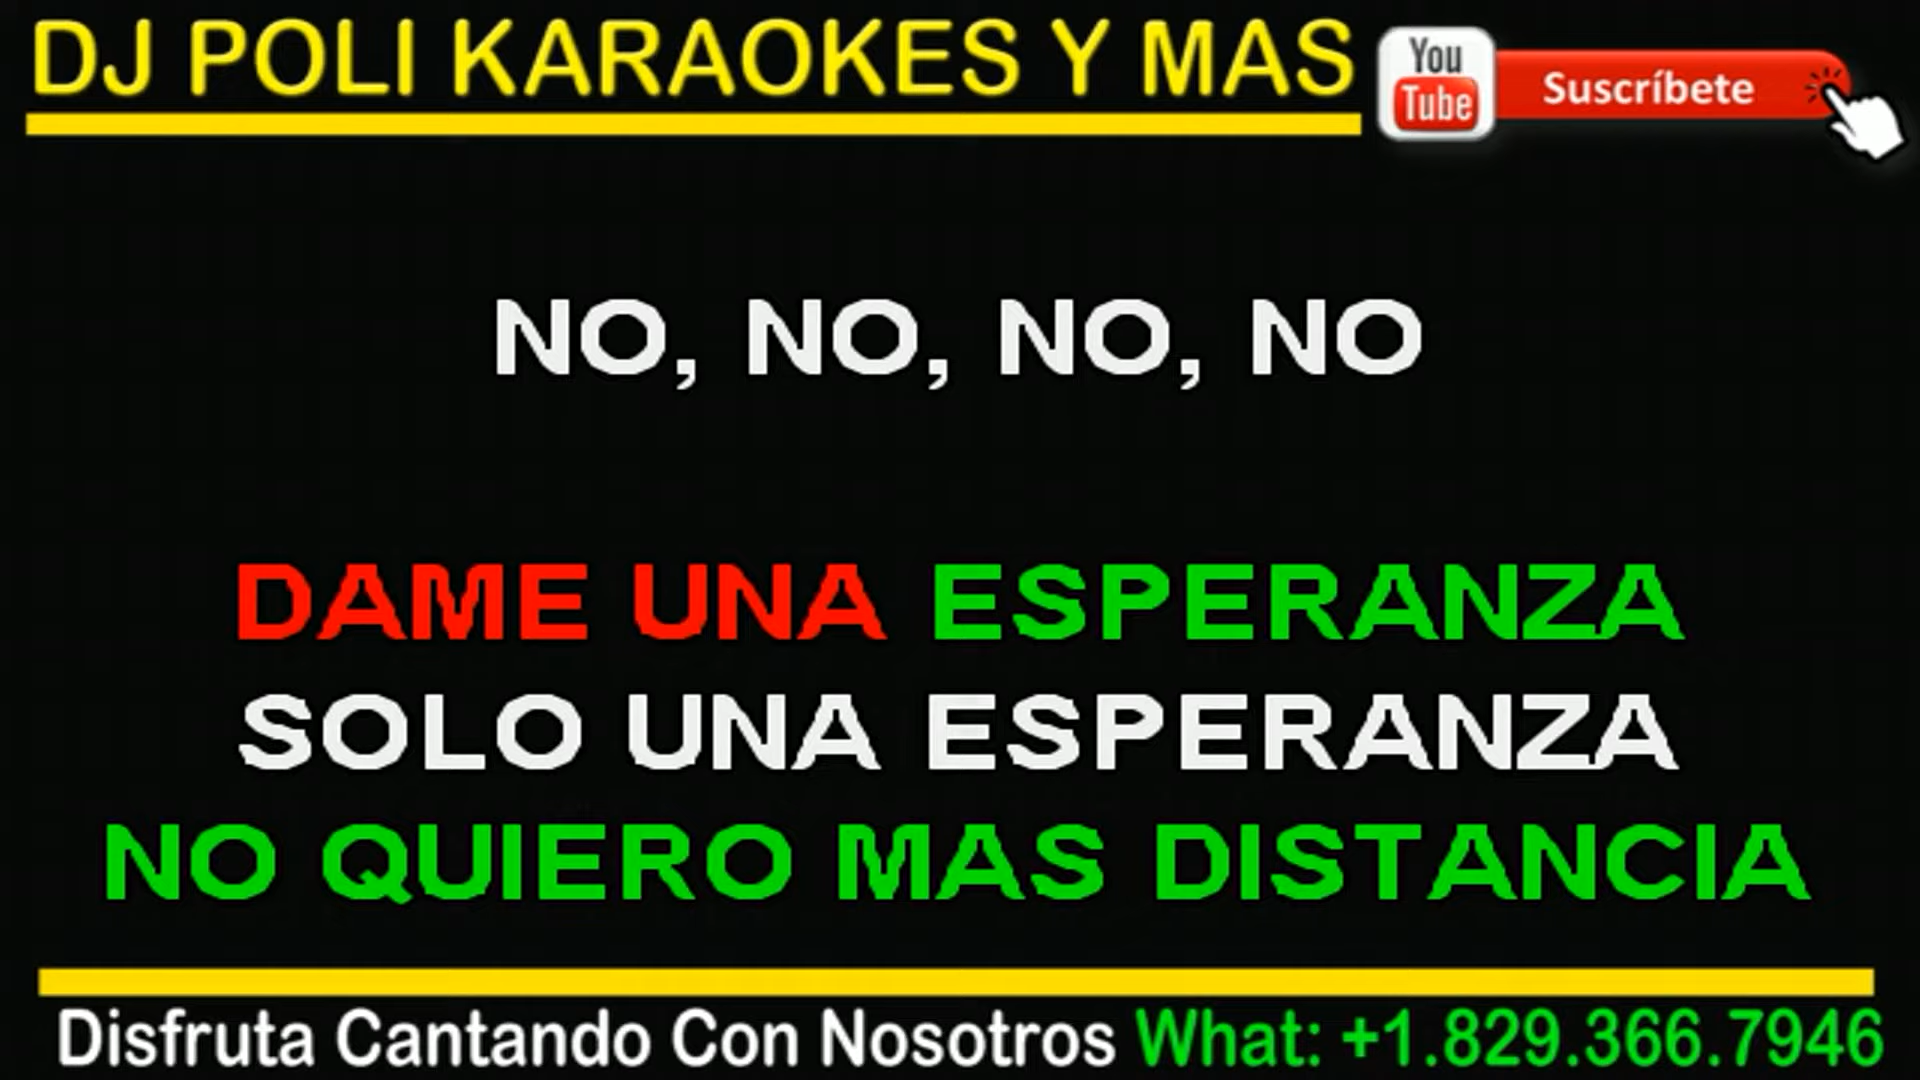 DJ POLI KARAOKES Y MAS
You Tube
Suscríbete
NO, NO, NO, NO
DAME UNA ESPERANZA
SOLO UNA ESPERANZA
NO QUIERO MAS DISTANCIA
Disfruta Cantando Con Nosotros What: +1.829.366.7946